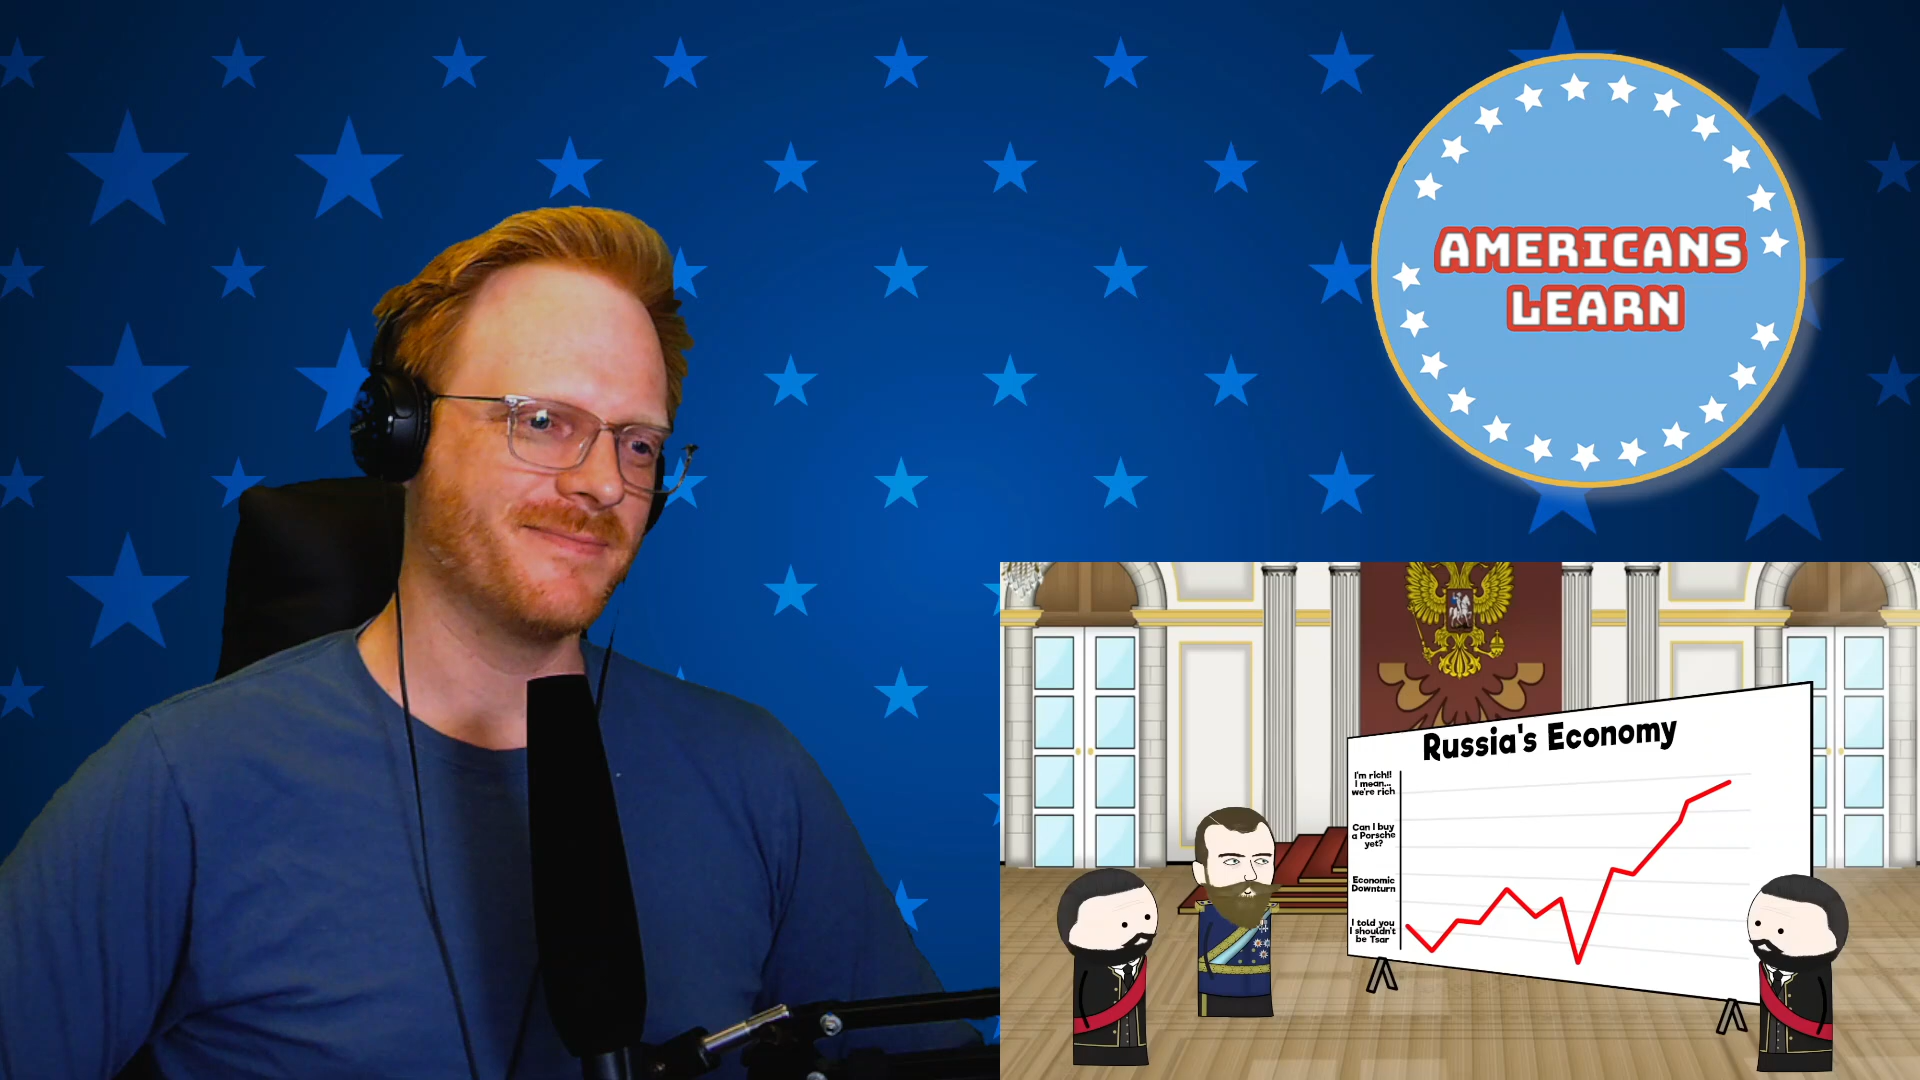 AMERICANS
LEARN
Russia's Economy
I'm rich!!
I mean...
we're rich
Can I buy
a Porsche
yet?
Economic
Downturn
I told you
I shouldn't
be Tsar